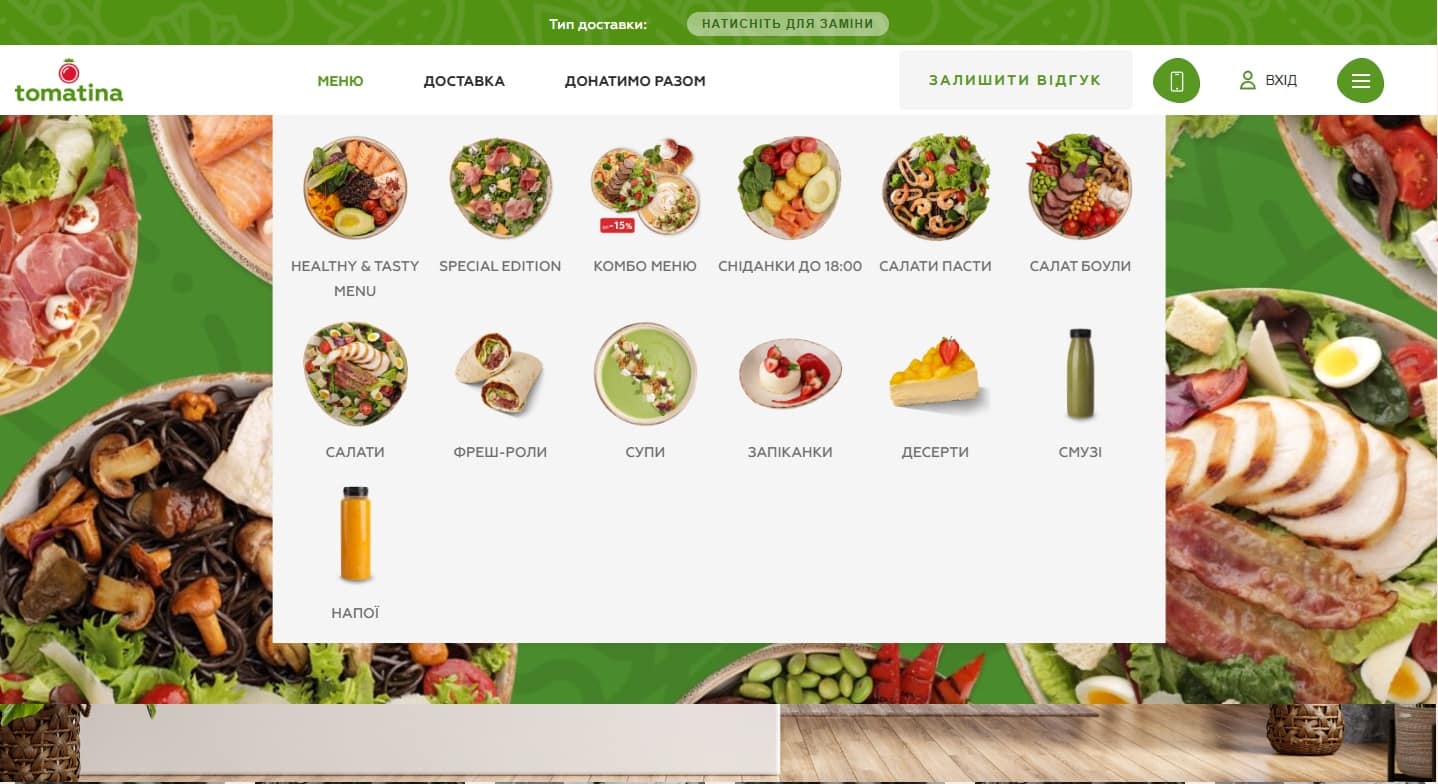 Тип доставки: НАТИСНІТЬ ДЛЯ ЗАМІНИ
tomatina МЕНЮ ДОСТАВКА ДОНАТИМО РАЗОМ ЗАЛИШИТИ ВІДГУК ВХІД
-15%
HEALTHY & TASTY MENU
SPECIAL EDITION
КОМБО МЕНЮ
СНІДАНКИ ДО 18:00
САЛАТИ ПАСТИ
САЛАТ БОУЛИ
САЛАТИ
ФРЕШ-РОЛИ
СУПИ
ЗАПІКАНКИ
ДЕСЕРТИ
СМУЗІ
НАПОЇ